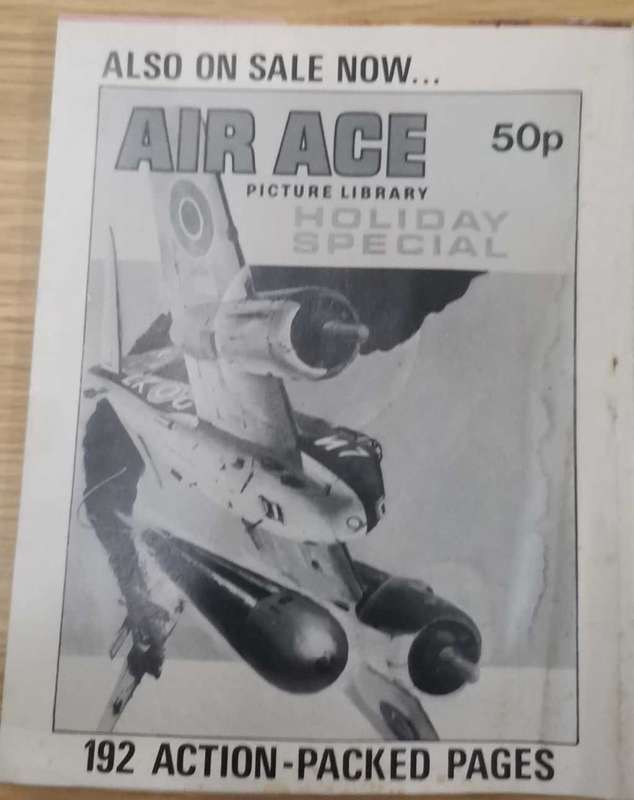 ALSO ON SALE NOW...
AIR ACE
50p
PICTURE LIBRARY
HOLIDAY
SPECIAL
192 ACTION-PACKED PAGES